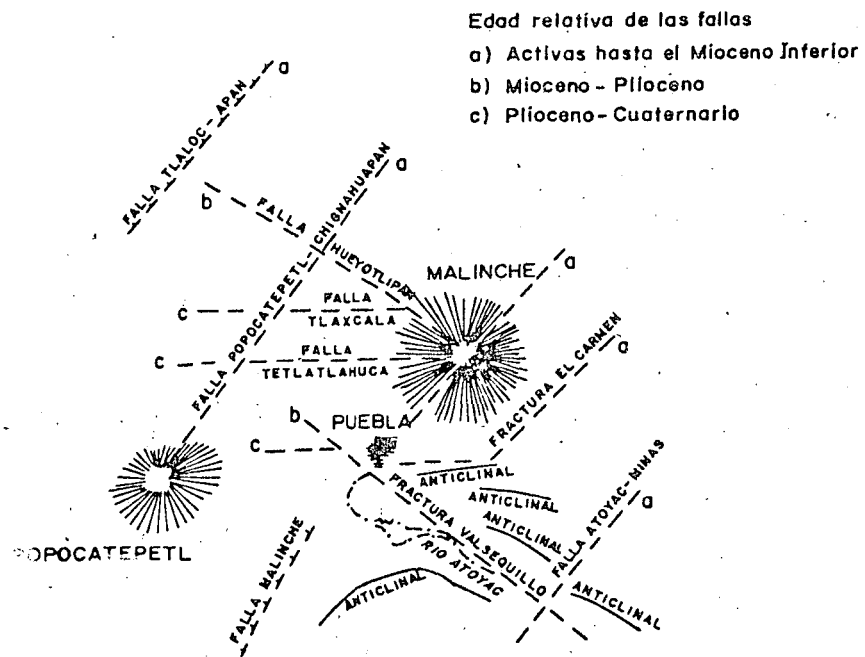 Edad relativa de las fallas
a) Activas hasta el Mioceno Inferior
b) Mioceno - Plioceno
c) Plioceno - Cuaternario
a
FALLA TLALOC - APAN
a
b
FALLA HUEYOTLIPAN
FALLA POPOCATEPETL - CHIGNAHUAPAN
MALINCHE
a
c
FALLA
TLAXCALA
c
FALLA
TETLATLAHUCA
a
FRACTURA EL CARMEN
b
PUEBLA
c
ANTICLINAL
ANTICLINAL
ANTICLINAL
a
FALLA ATOYAC - MINAS
FRACTURA VALSEQUILLO
RIO ATOYAC
POPOCATEPETL
FALLA MALINCHE
ANTICLINAL
ANTICLINAL